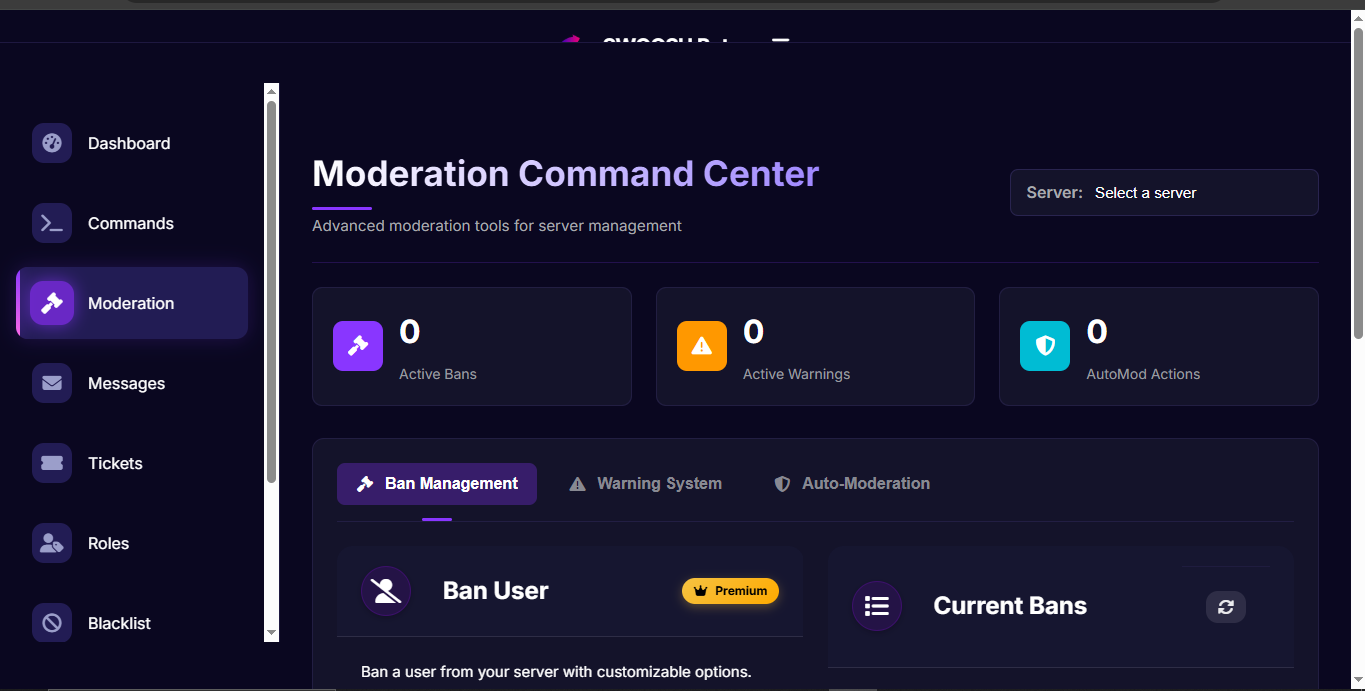 Dashboard
Commands
Moderation
Messages
Tickets
Roles
Blacklist
Moderation Command Center
Advanced moderation tools for server management
Server: Select a server
0
Active Bans
0
Active Warnings
0
AutoMod Actions
Ban Management
Warning System
Auto-Moderation
Ban User
Premium
Ban a user from your server with customizable options.
Current Bans